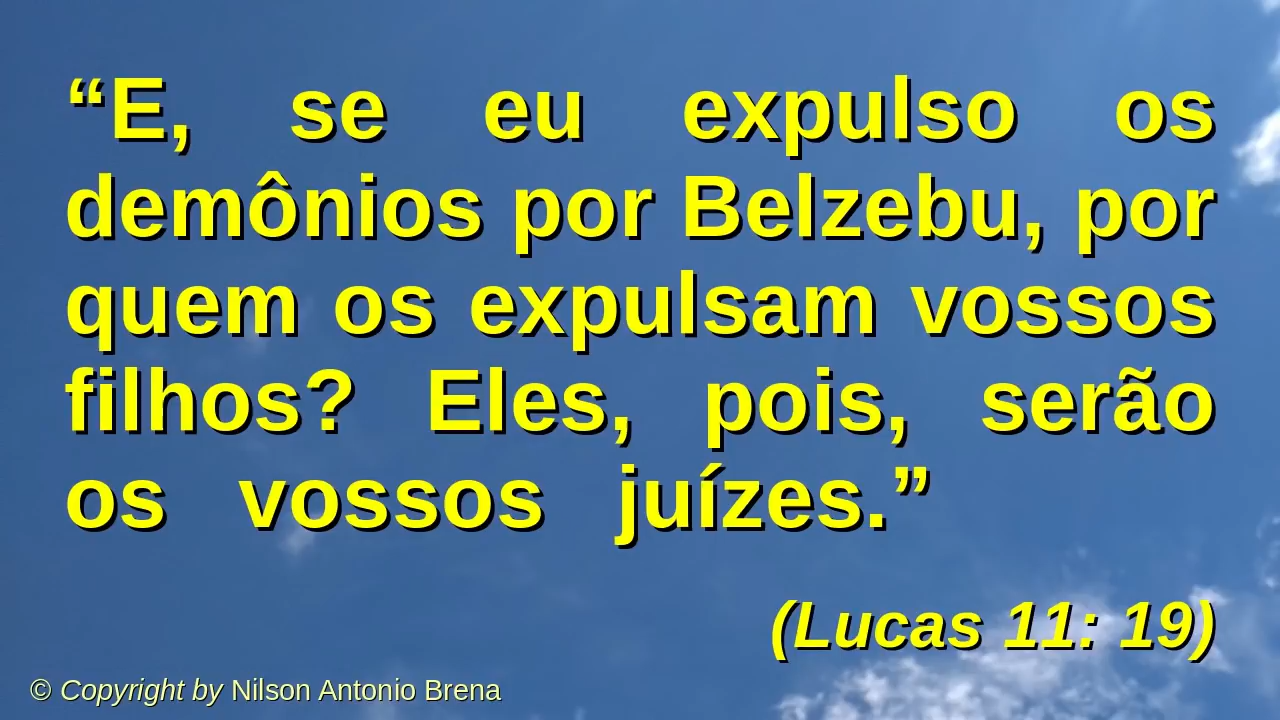 “E, se eu expulso os
demônios por Belzebu, por
quem os expulsam vossos
filhos? Eles, pois, serão
os vossos juízes.”
(Lucas 11: 19)
© Copyright by Nilson Antonio Brena